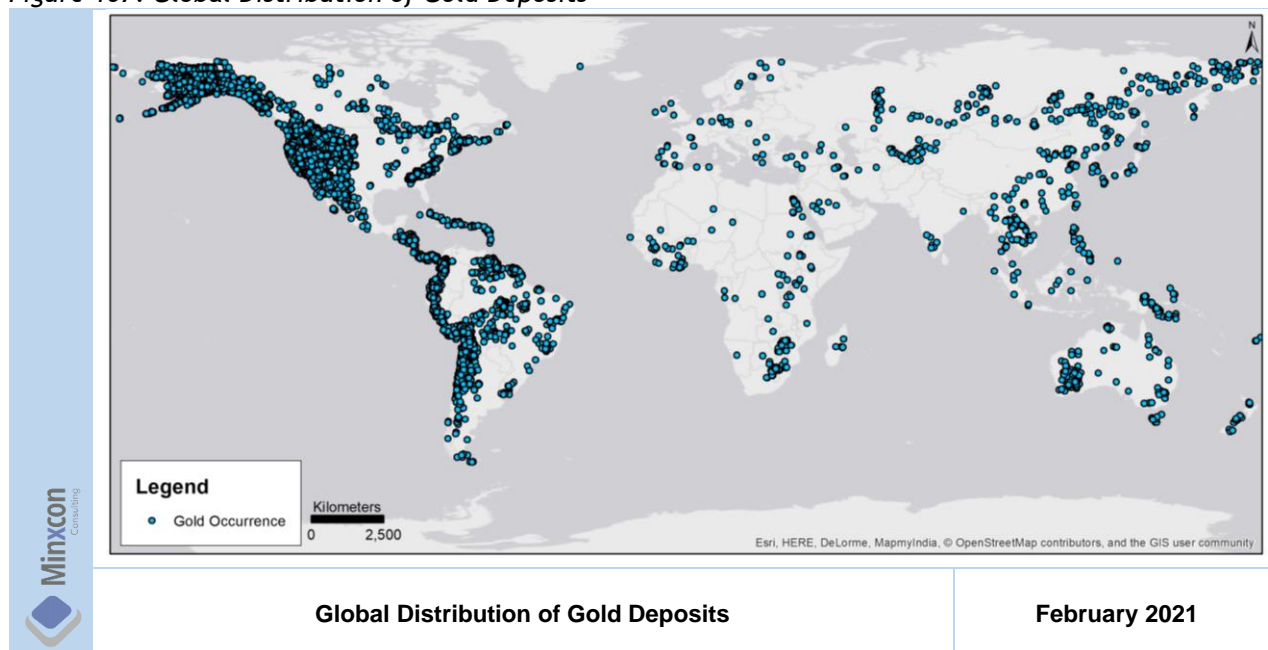 N
Legend
Gold Occurrence
Kilometers
0 2,500
Esri, HERE, DeLorme, MapmyIndia, © OpenStreetMap contributors, and the GIS user community
Minxcon
Consulting
Global Distribution of Gold Deposits
February 2021